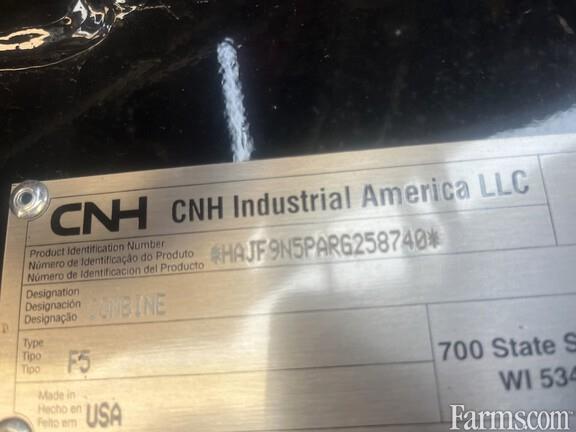 CNH CNH Industrial America LLC
Product Identification Number
Número de Identificação do Produto
Número de Identificacion del Producto
*HAJF9N5PARG258740*
Designation
Designación
Designação
COMBINE
Type
Tipo
Tipo
F5
700 State S
WI 534
Made in
Hecho en
Feito em
USA
Farms.com